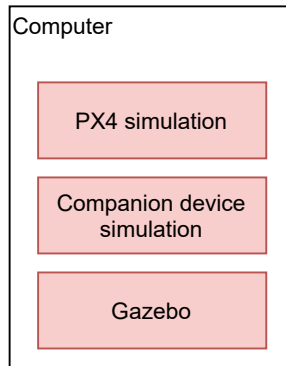 Computer
PX4 simulation
Companion device
simulation
Gazebo